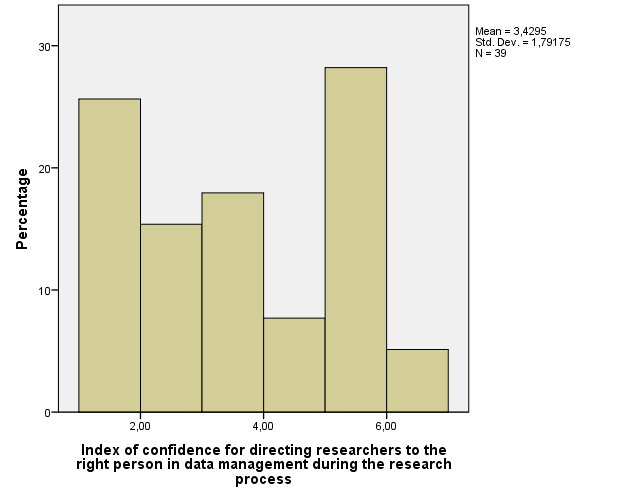 Mean = 3,4295
Std. Dev. = 1,79175
N = 39
30
20
10
0
Percentage
2,00 4,00 6,00
Index of confidence for directing researchers to the
right person in data management during the research
process